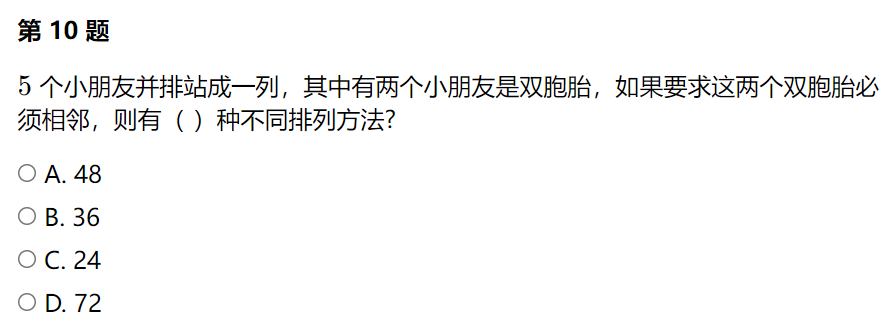 第 10 题
5 个小朋友并排站成一列，其中有两个小朋友是双胞胎，如果要求这两个双胞胎必
须相邻，则有（ ）种不同排列方法?
A. 48
B. 36
C. 24
D. 72